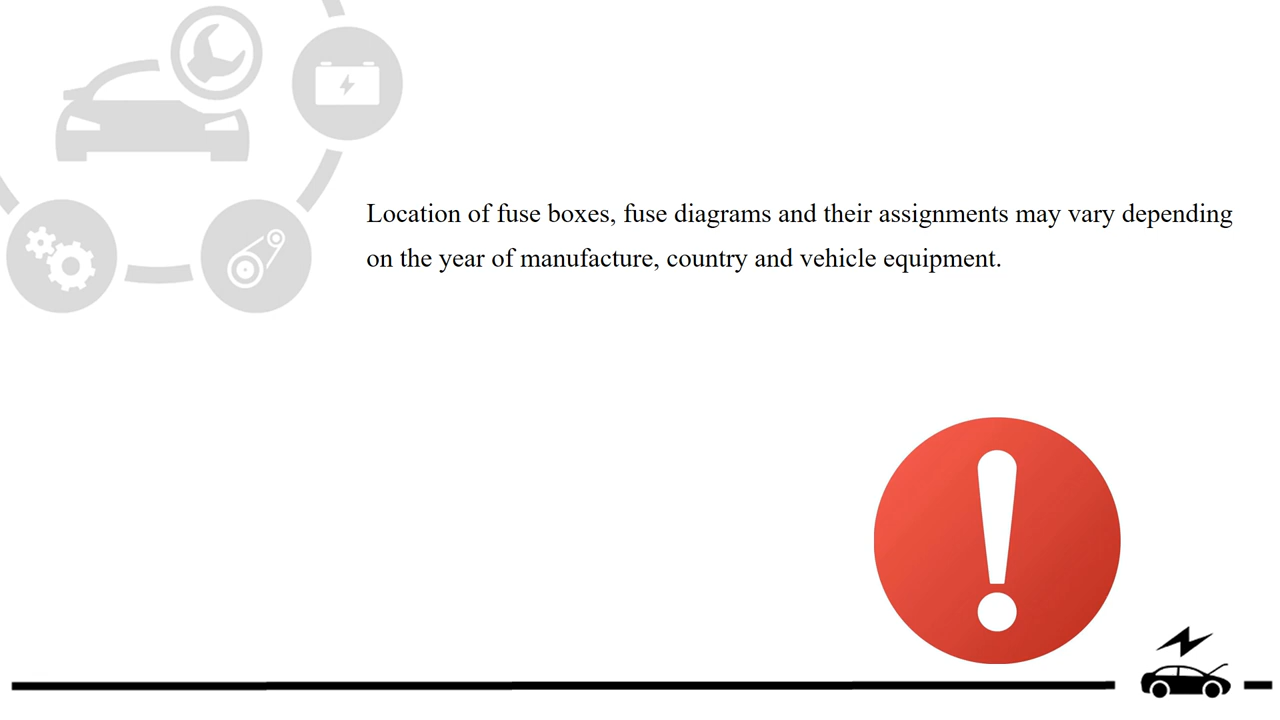 Location of fuse boxes, fuse diagrams and their assignments may vary depending
on the year of manufacture, country and vehicle equipment.